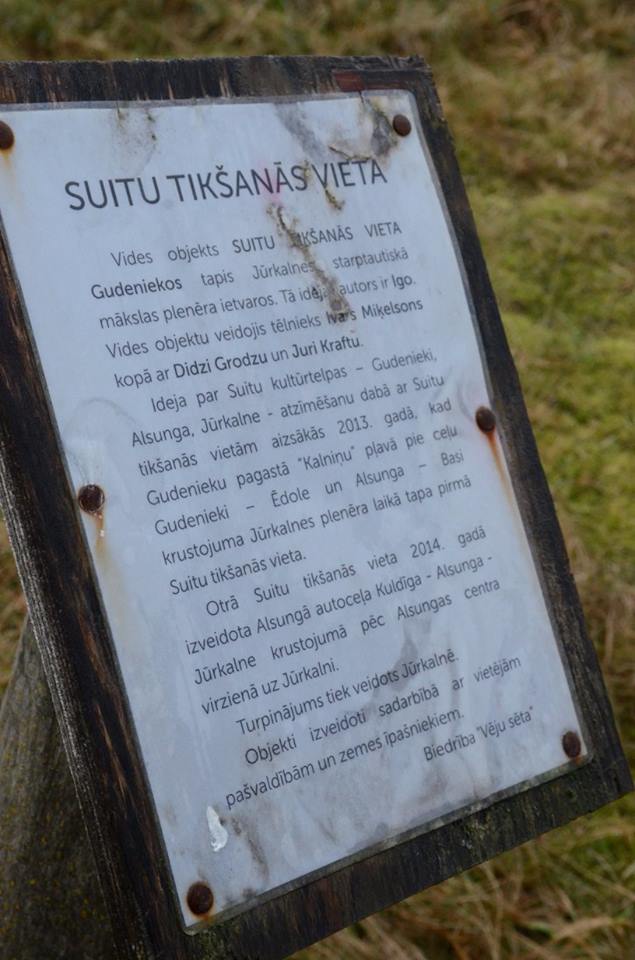 SUITU TIKŠANĀS VIETA
Vides objekts SUITU TIKŠANĀS VIETA
Gudeniekos tapis Jūrkalnes starptautiskā
mākslas plenēra ietvaros. Tā idejas autors ir Igo.
Vides objektu veidojis tēlnieks Ivars Miķelsons
kopā ar Didzi Grodzu un Juri Kraftu.
Ideja par Suitu kultūrtelpas – Gudenieki,
Alsunga, Jūrkalne - atzīmēšanu dabā ar Suitu
tikšanās vietām aizsākās 2013. gadā, kad
Gudenieku pagastā "Kalniņu" pļavā pie ceļu
Gudenieki – Ēdole un Alsunga – Basi
krustojuma Jūrkalnes plenēra laikā tapa pirmā
Suitu tikšanās vieta.
Otrā Suitu tikšanās vieta 2014. gadā
izveidota Alsungā autoceļa Kuldīga - Alsunga -
Jūrkalne krustojumā pēc Alsungas centra
virzienā uz Jūrkalni.
Turpinājums tiek veidots Jūrkalnē.
Objekti izveidoti sadarbībā ar vietējām
pašvaldībām un zemes īpašniekiem.
Biedrība "Vēju sēta"